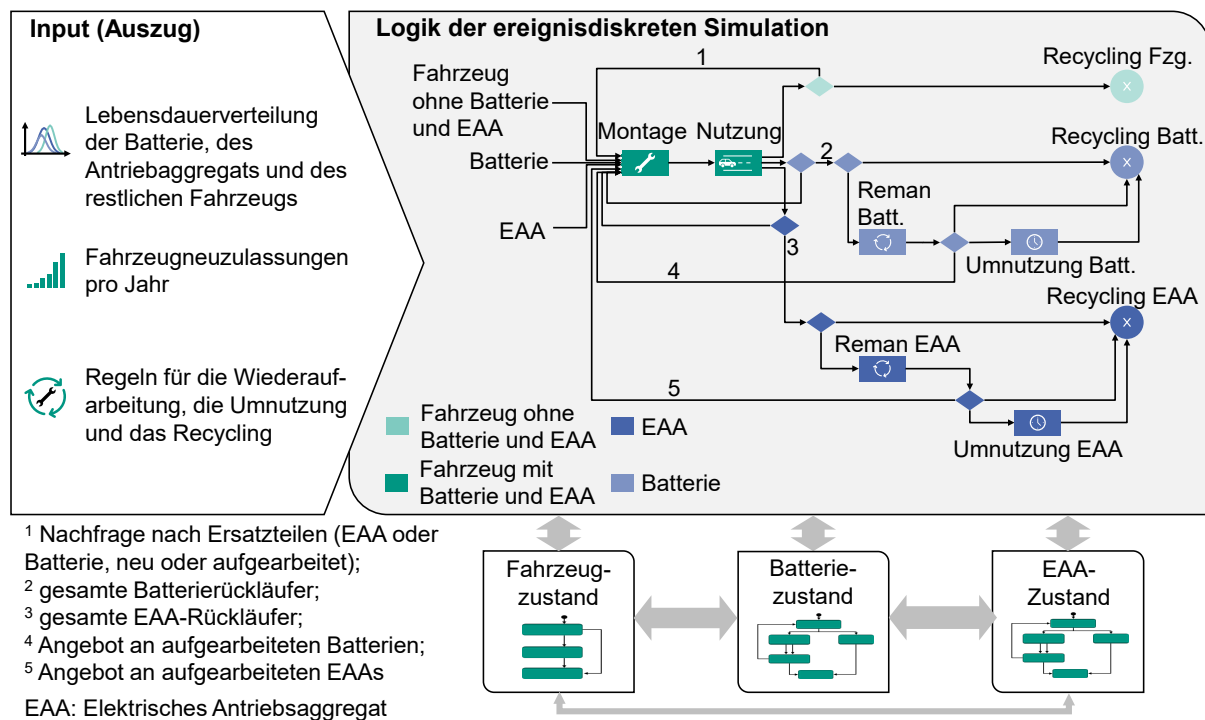 Input (Auszug)
Lebensdauerverteilung
der Batterie, des
Antriebaggregats und des
restlichen Fahrzeugs
Fahrzeugneuzulassungen
pro Jahr
Regeln für die Wiederauf-
arbeitung, die Umnutzung
und das Recycling
Logik der ereignisdiskreten Simulation
1
Recycling Fzg.
Fahrzeug
ohne Batterie
und EAA
X
Montage
Nutzung
2
Recycling Batt.
Batterie
X
Reman
Batt.
EAA
3
4
Umnutzung Batt.
Recycling EAA
X
Reman EAA
5
Umnutzung EAA
Fahrzeug ohne
Batterie und EAA
EAA
Fahrzeug mit
Batterie und EAA
Batterie
1 Nachfrage nach Ersatzteilen (EAA oder
Batterie, neu oder aufgearbeitet);
2 gesamte Batterierückläufer;
3 gesamte EAA-Rückläufer;
4 Angebot an aufgearbeiteten Batterien;
5 Angebot an aufgearbeiteten EAAs
EAA: Elektrisches Antriebsaggregat
Fahrzeug-
zustand
Batterie-
zustand
EAA-
Zustand